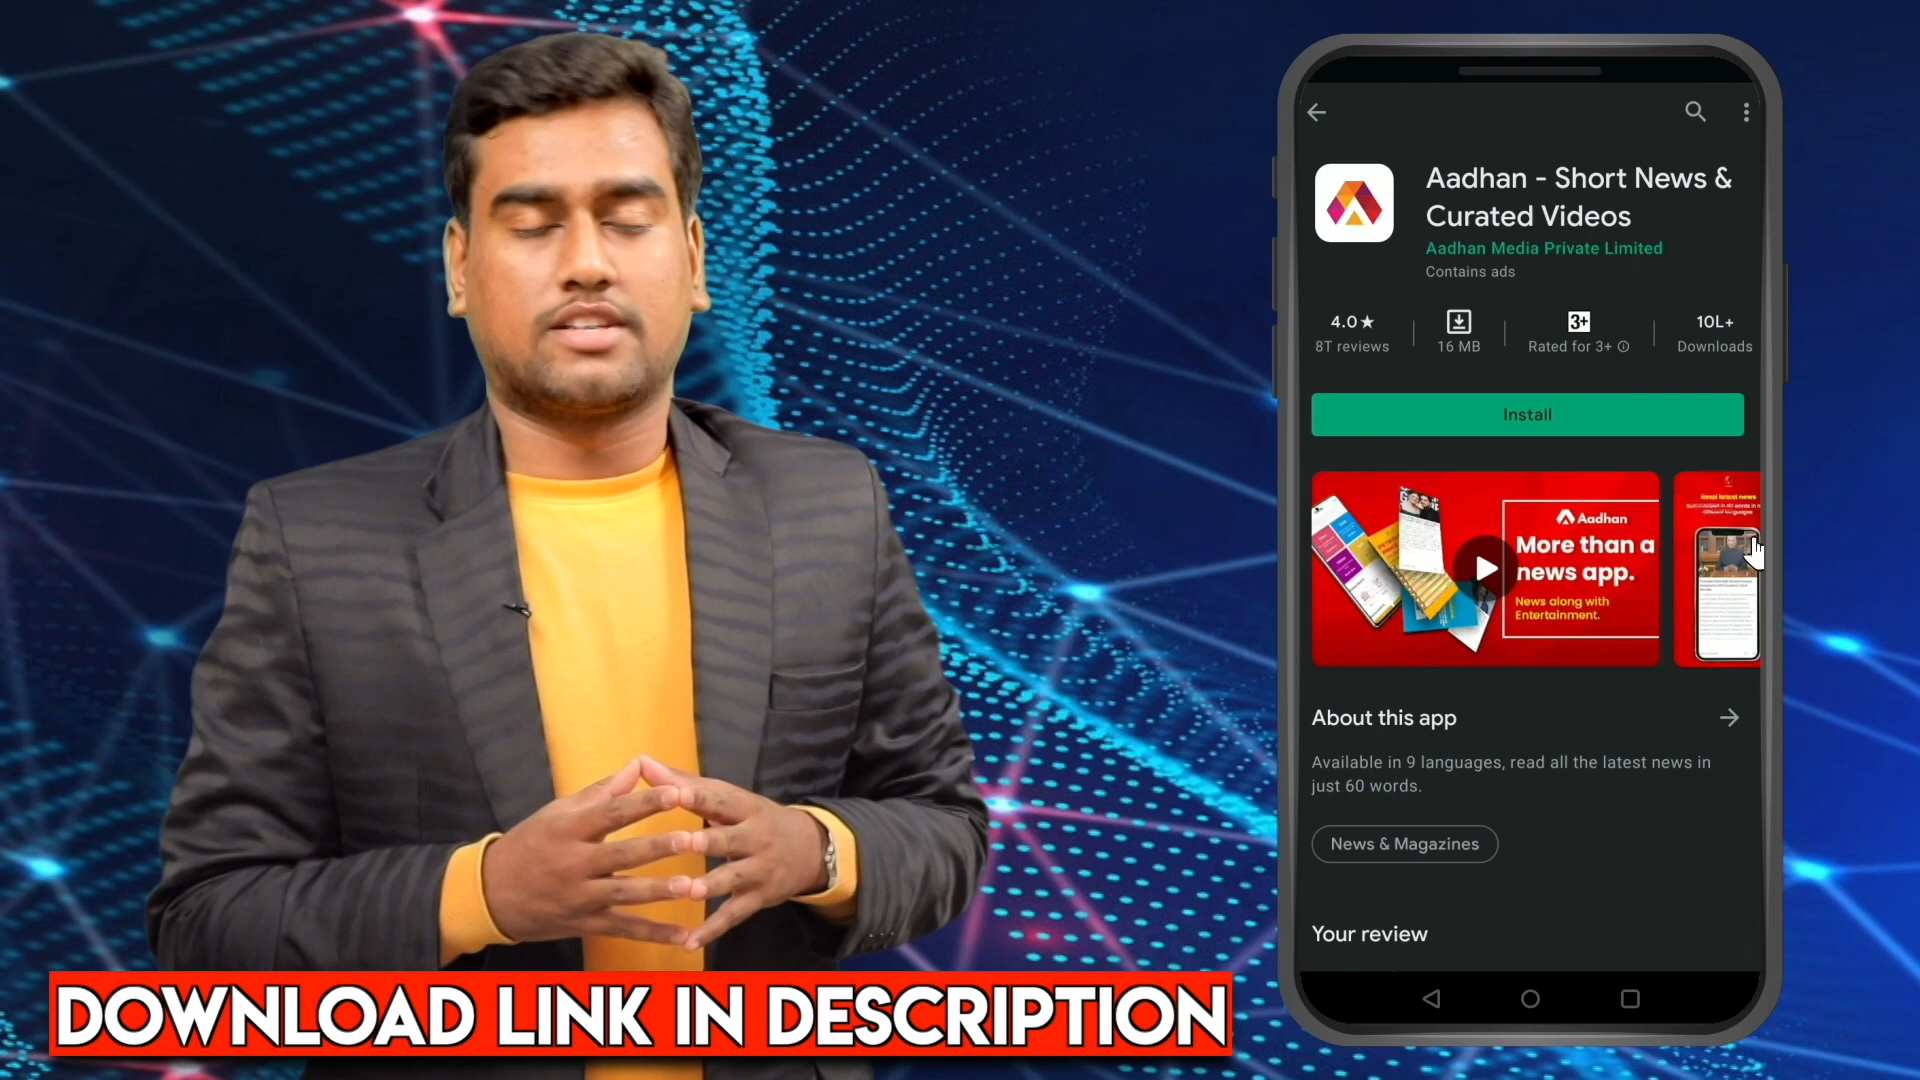 Aadhan - Short News &
Curated Videos
Aadhan Media Private Limited
Contains ads
4.0★
8T reviews
16 MB
3+
Rated for 3+
10L+
Downloads
Install
Aadhan
More than a
news app.
News along with
Entertainment.
About this app
Available in 9 languages, read all the latest news in
just 60 words.
News & Magazines
Your review
DOWNLOAD LINK IN DESCRIPTION